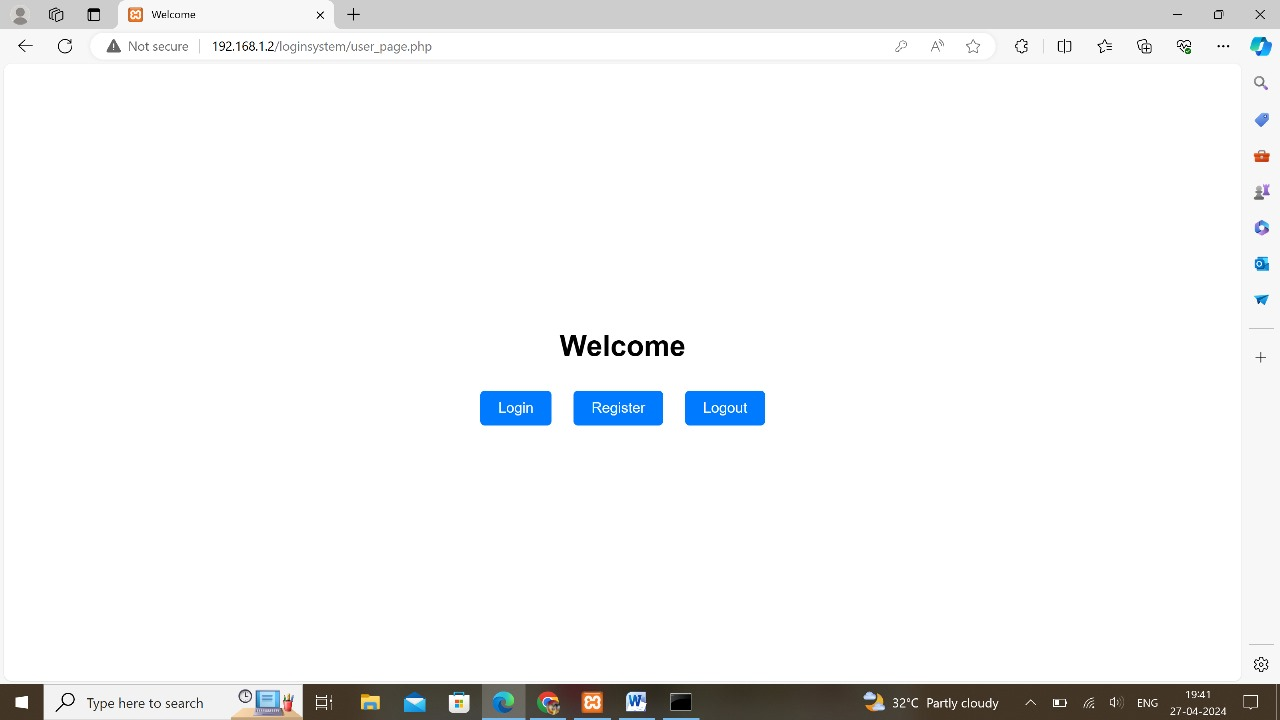 Welcome
Not secure 192.168.1.2/loginsystem/user_page.php
Welcome
Login Register Logout
Type here to search 32°C Partly cloudy ENG 19:41
27-04-2024